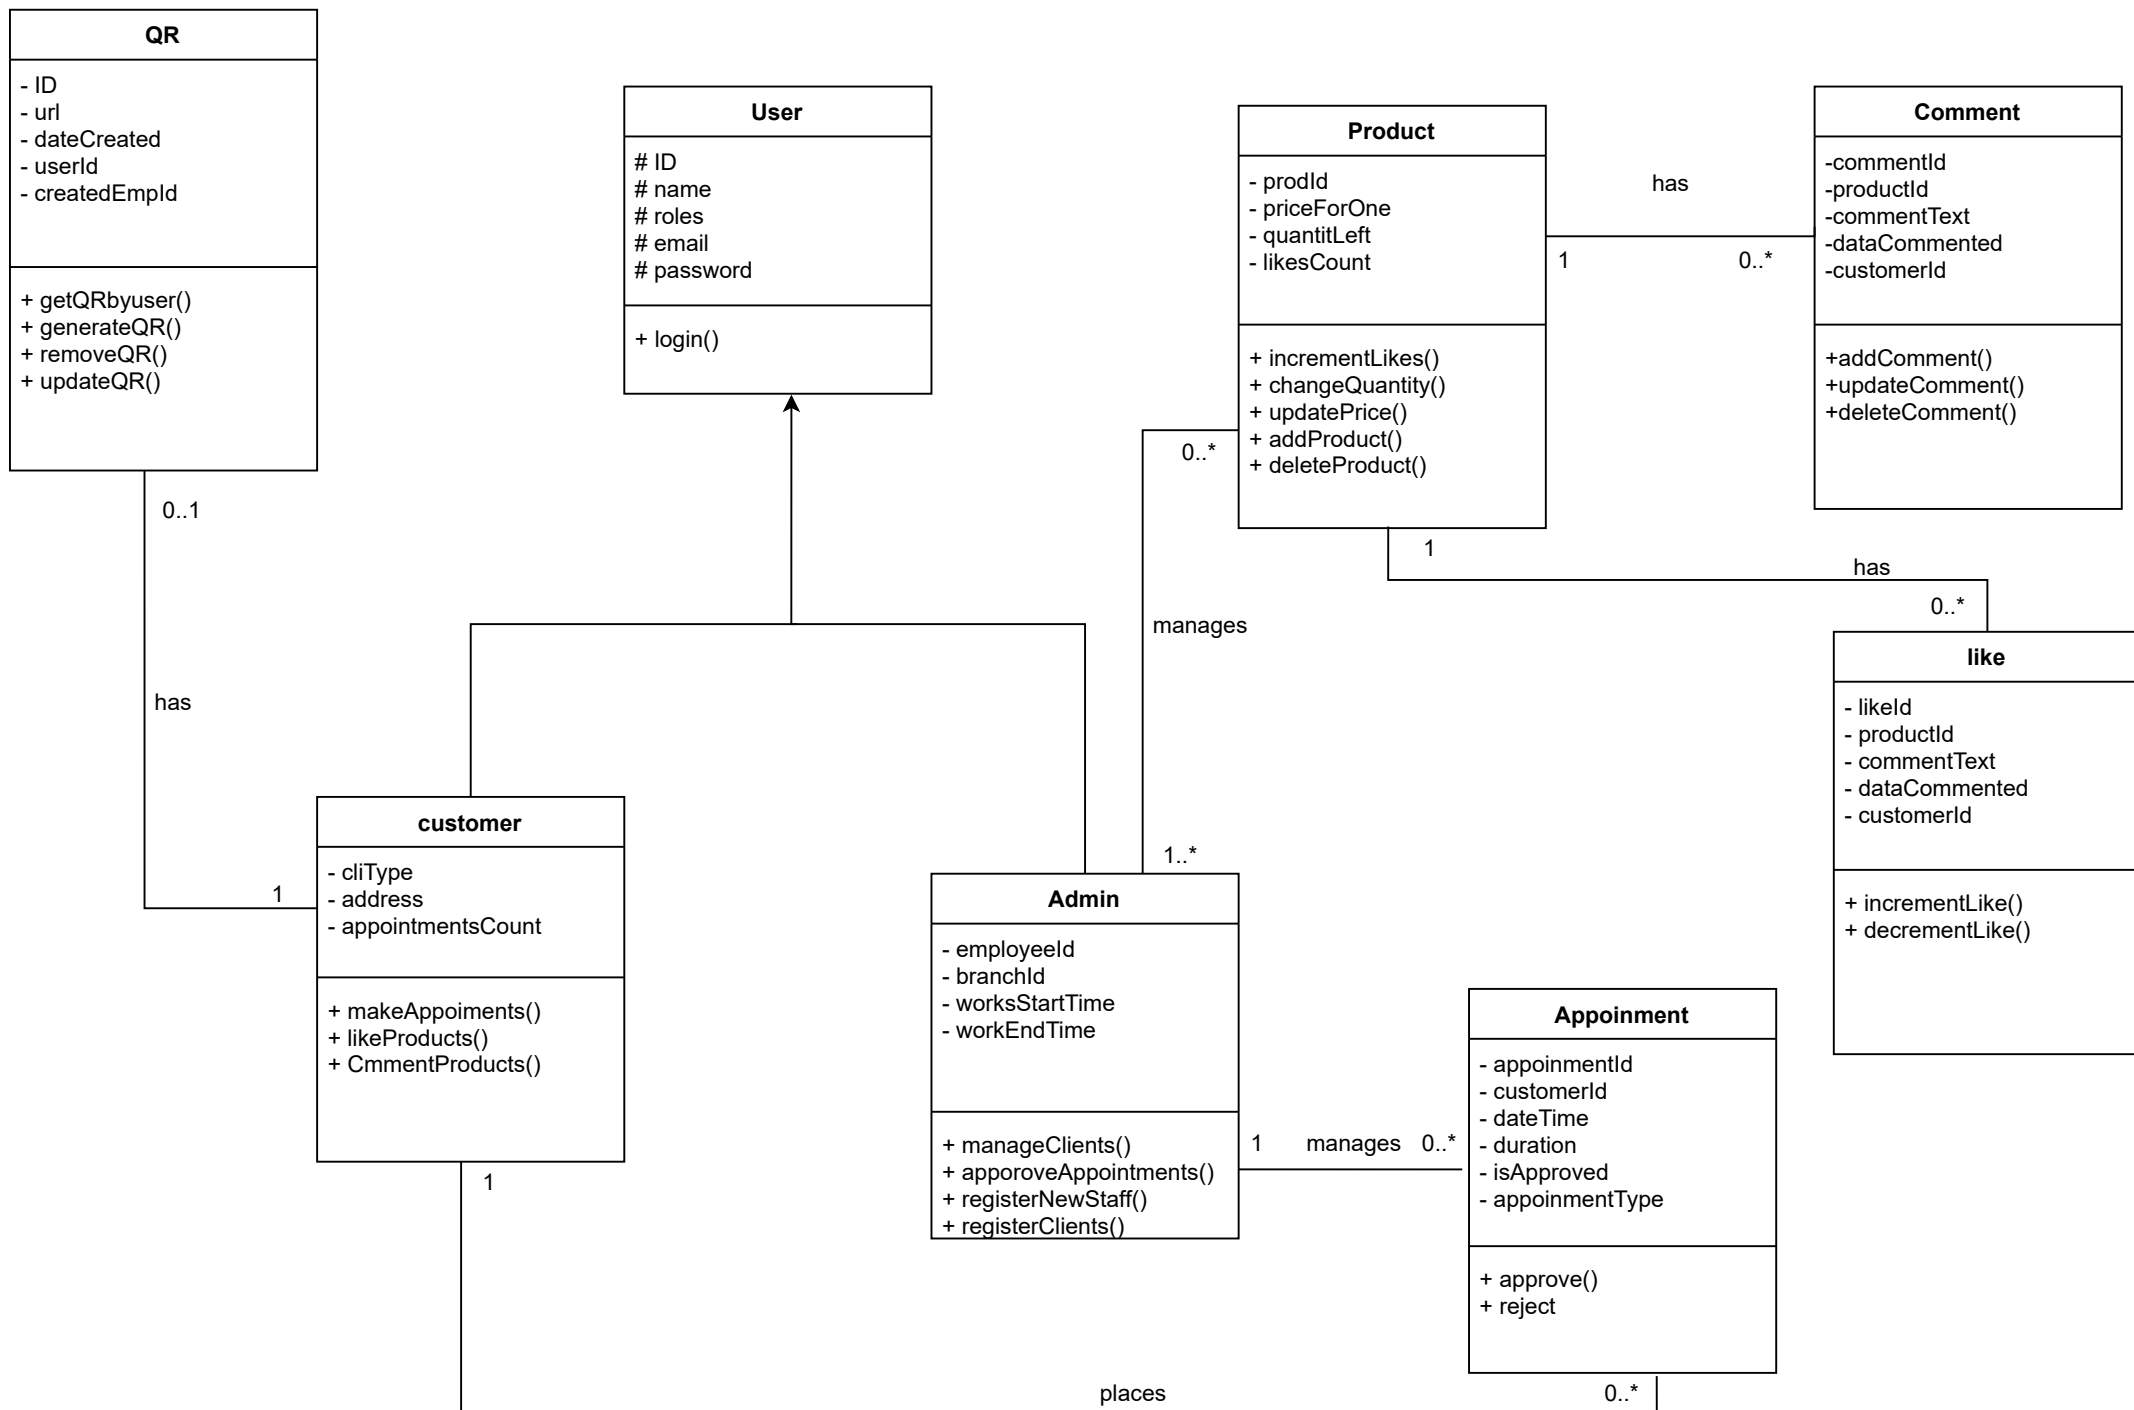 QR
- ID
- url
- dateCreated
- userId
- createdEmpId
+ getQRbyuser()
+ generateQR()
+ removeQR()
+ updateQR()
0..1
has
1
User
# ID
# name
# roles
# email
# password
+ login()
Product
- prodId
- priceForOne
- quantitLeft
- likesCount
+ incrementLikes()
+ changeQuantity()
+ updatePrice()
+ addProduct()
+ deleteProduct()
has
1
0..*
Comment
-commentId
-productId
-commentText
-dataCommented
-customerId
+addComment()
+updateComment()
+deleteComment()
0..*
manages
1..*
1
has
0..*
like
- likeId
- productId
- commentText
- dataCommented
- customerId
+ incrementLike()
+ decrementLike()
customer
- cliType
- address
- appointmentsCount
+ makeAppoiments()
+ likeProducts()
+ CmmentProducts()
1
Admin
- employeeId
- branchId
- worksStartTime
- workEndTime
+ manageClients()
+ apporoveAppointments()
+ registerNewStaff()
+ registerClients()
1 manages 0..*
Appoinment
- appoinmentId
- customerId
- dateTime
- duration
- isApproved
- appoinmentType
+ approve()
+ reject
places
0..*